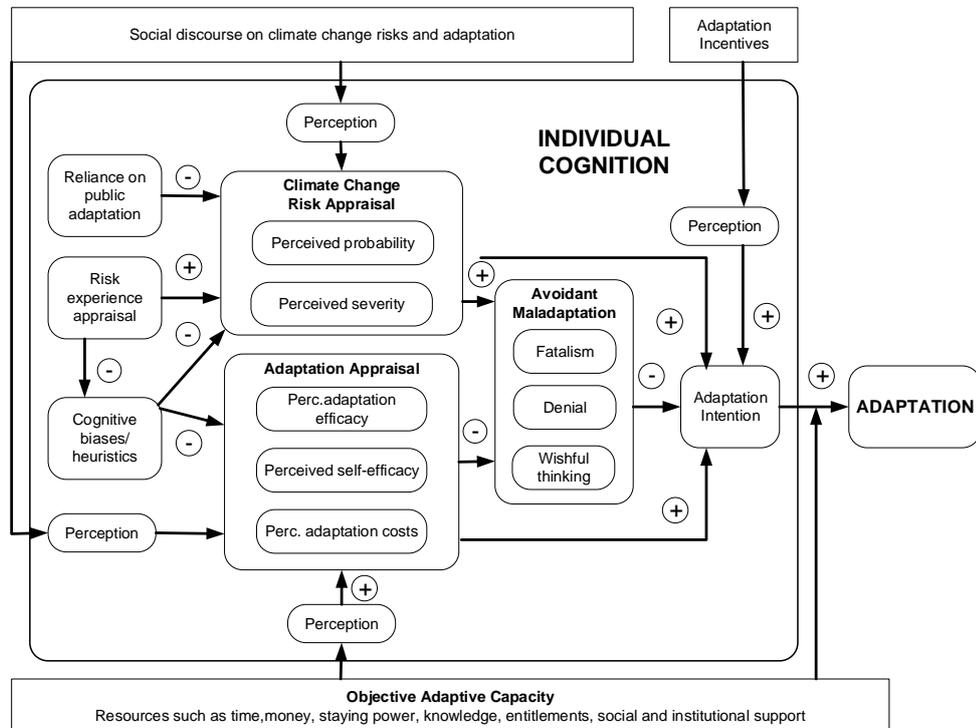 Social discourse on climate change risks and adaptation
Adaptation
Incentives
Perception
INDIVIDUAL
COGNITION
Reliance on
public
adaptation
-
Climate Change
Risk Appraisal
Perceived probability
Perceived severity
Perception
Risk
experience
appraisal
+
+
-
-
Avoidant
Maladaptation
Fatalism
Denial
Wishful
thinking
+
+
-
Adaptation
Intention
+
ADAPTATION
Cognitive
biases/
heuristics
-
Adaptation Appraisal
Perc.adaptation
efficacy
Perceived self-efficacy
Perc. adaptation costs
-
+
Perception
+
Perception
Objective Adaptive Capacity
Resources such as time,money, staying power, knowledge, entitlements, social and institutional support